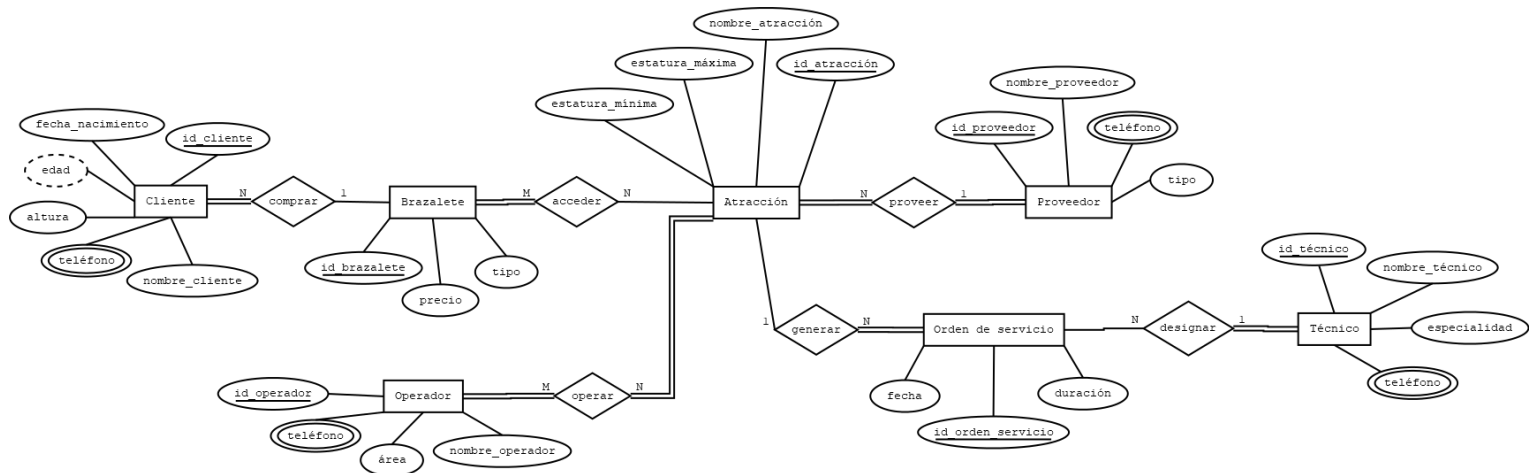 nombre_atracción
estatura_máxima
id_atracción
estatura_mínima
nombre_proveedor
id_proveedor
teléfono
tipo
fecha_nacimiento
id_cliente
edad
altura
teléfono
nombre_cliente
Cliente
N
comprar
1
Brazalete
M
acceder
N
Atracción
N
proveer
1
Proveedor
id_brazalete
precio
tipo
id_técnico
nombre_técnico
especialidad
teléfono
1
generar
N
Orden de servicio
N
designar
1
Técnico
fecha
id_orden_servicio
duración
id_operador
Operador
M
operar
N
teléfono
área
nombre_operador